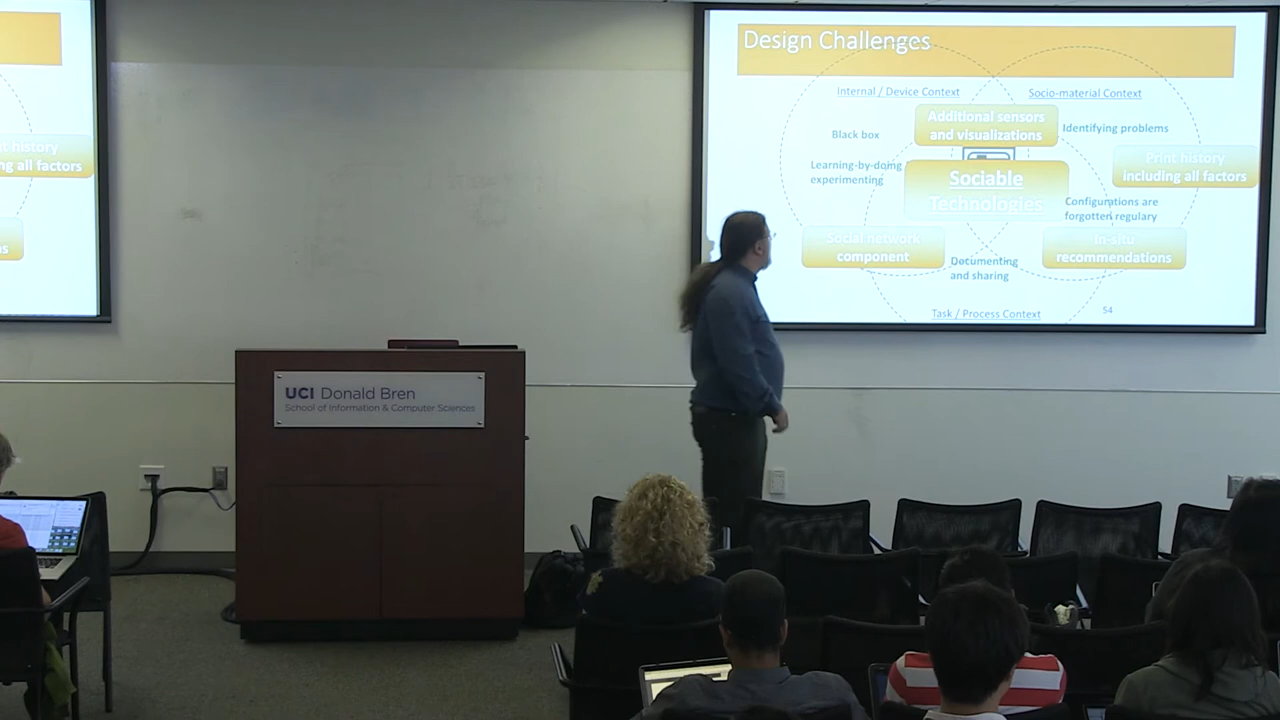 t history
ng all factors
s
Design Challenges
Internal / Device Context
Socio-material Context
Additional sensors
and visualizations
Black box
Identifying problems
Learning-by-doing
experimenting
Print history
including all factors
Sociable
Technologies
Configurations are
forgotten regulary
Social network
component
In-situ
recommendations
Documenting
and sharing
Task / Process Context
54
UCI Donald Bren
School of Information & Computer Sciences